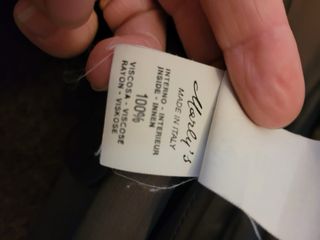 Marly's
MADE IN ITALY
INTERNO - INTERIEUR
INSIDE - INNEN
100%
VISCOSA - VISCOSE
RAYON - VISKOSE